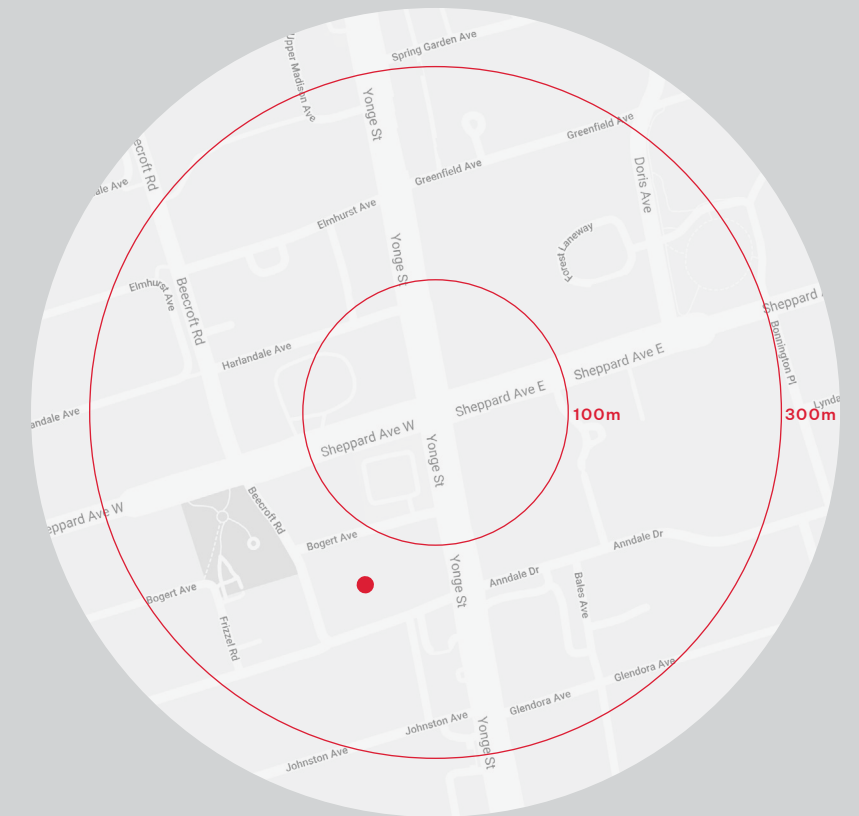 Spring Garden Ave
Upper Madison Ave
Yonge St
Greenfield Ave
Beecroft Rd
Greenfield Ave
Doris Ave
ale Ave
Elmhurst Ave
Forest Laneway
Yonge St
Elmhurst Ave
Beecroft Rd
Sheppard
Bonnington Pl
Harlandale Ave
Sheppard Ave E
Sheppard Ave E
Lynda
andale Ave
100m
300m
Sheppard Ave W
Yonge St
eppard Ave W
Beecroft Rd
Bogert Ave
Anndale Dr
Yonge St
Anndale Dr
Bogert Ave
Bales Ave
Frizzel Rd
Glendora Ave
Glendora Ave
Johnston Ave
Yonge St
Johnston Ave